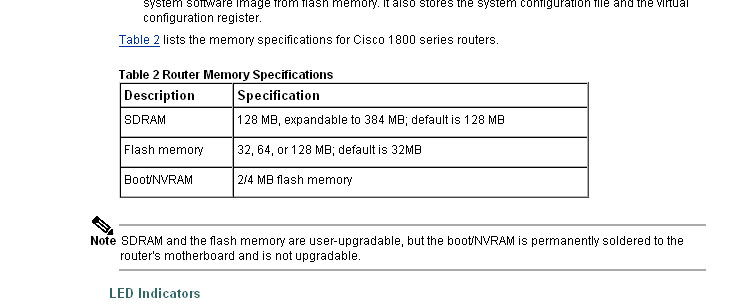 system software image from flash memory. It also stores the system configuration file and the virtual
configuration register.
Table 2 lists the memory specifications for Cisco 1800 series routers.
Table 2 Router Memory Specifications
Description Specification
SDRAM 128 MB, expandable to 384 MB; default is 128 MB
Flash memory 32, 64, or 128 MB; default is 32MB
Boot/NVRAM 2/4 MB flash memory
Note SDRAM and the flash memory are user-upgradable, but the boot/NVRAM is permanently soldered to the
router's motherboard and is not upgradable.
LED Indicators